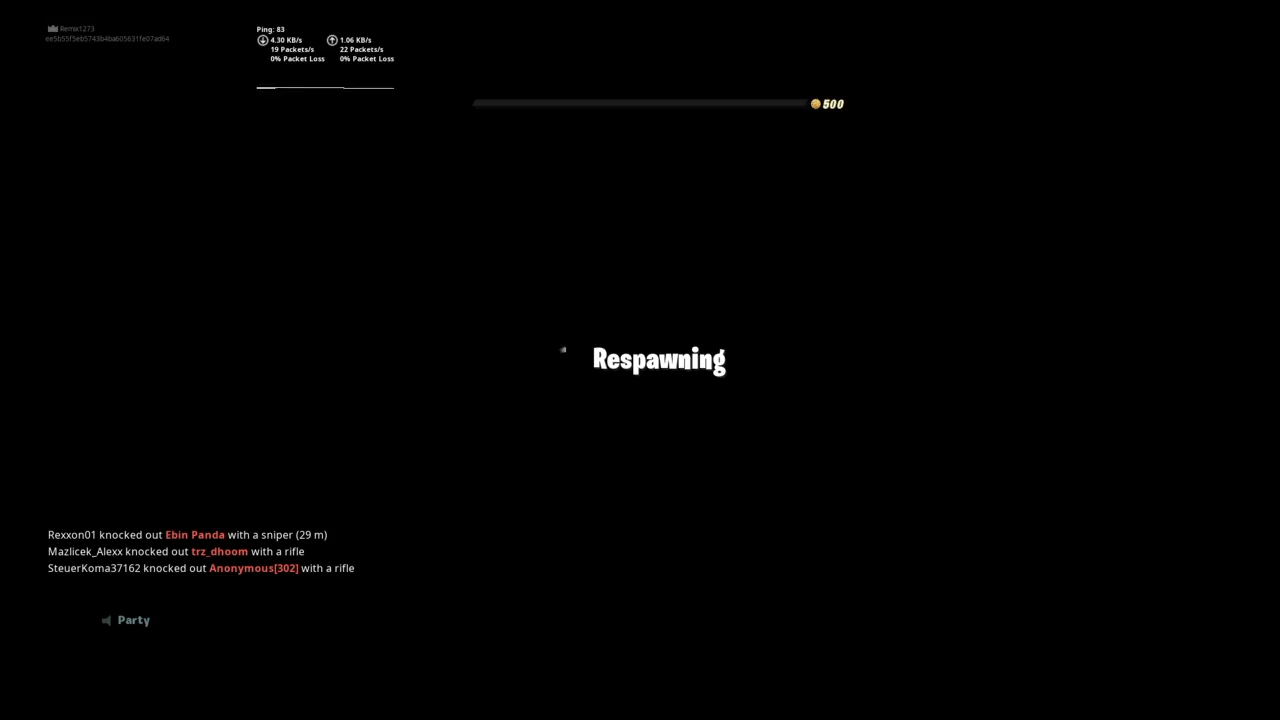 Remix1273
ee5b55f5eb5743b4ba605631fe07ad64
Ping: 83
4.30 KB/s 1.06 KB/s
19 Packets/s 22 Packets/s
0% Packet Loss 0% Packet Loss
500
Respawning
Rexxon01 knocked out Ebin Panda with a sniper (29 m)
Mazlicek_Alexx knocked out trz_dhoom with a rifle
SteuerKoma37162 knocked out Anonymous[302] with a rifle
Party